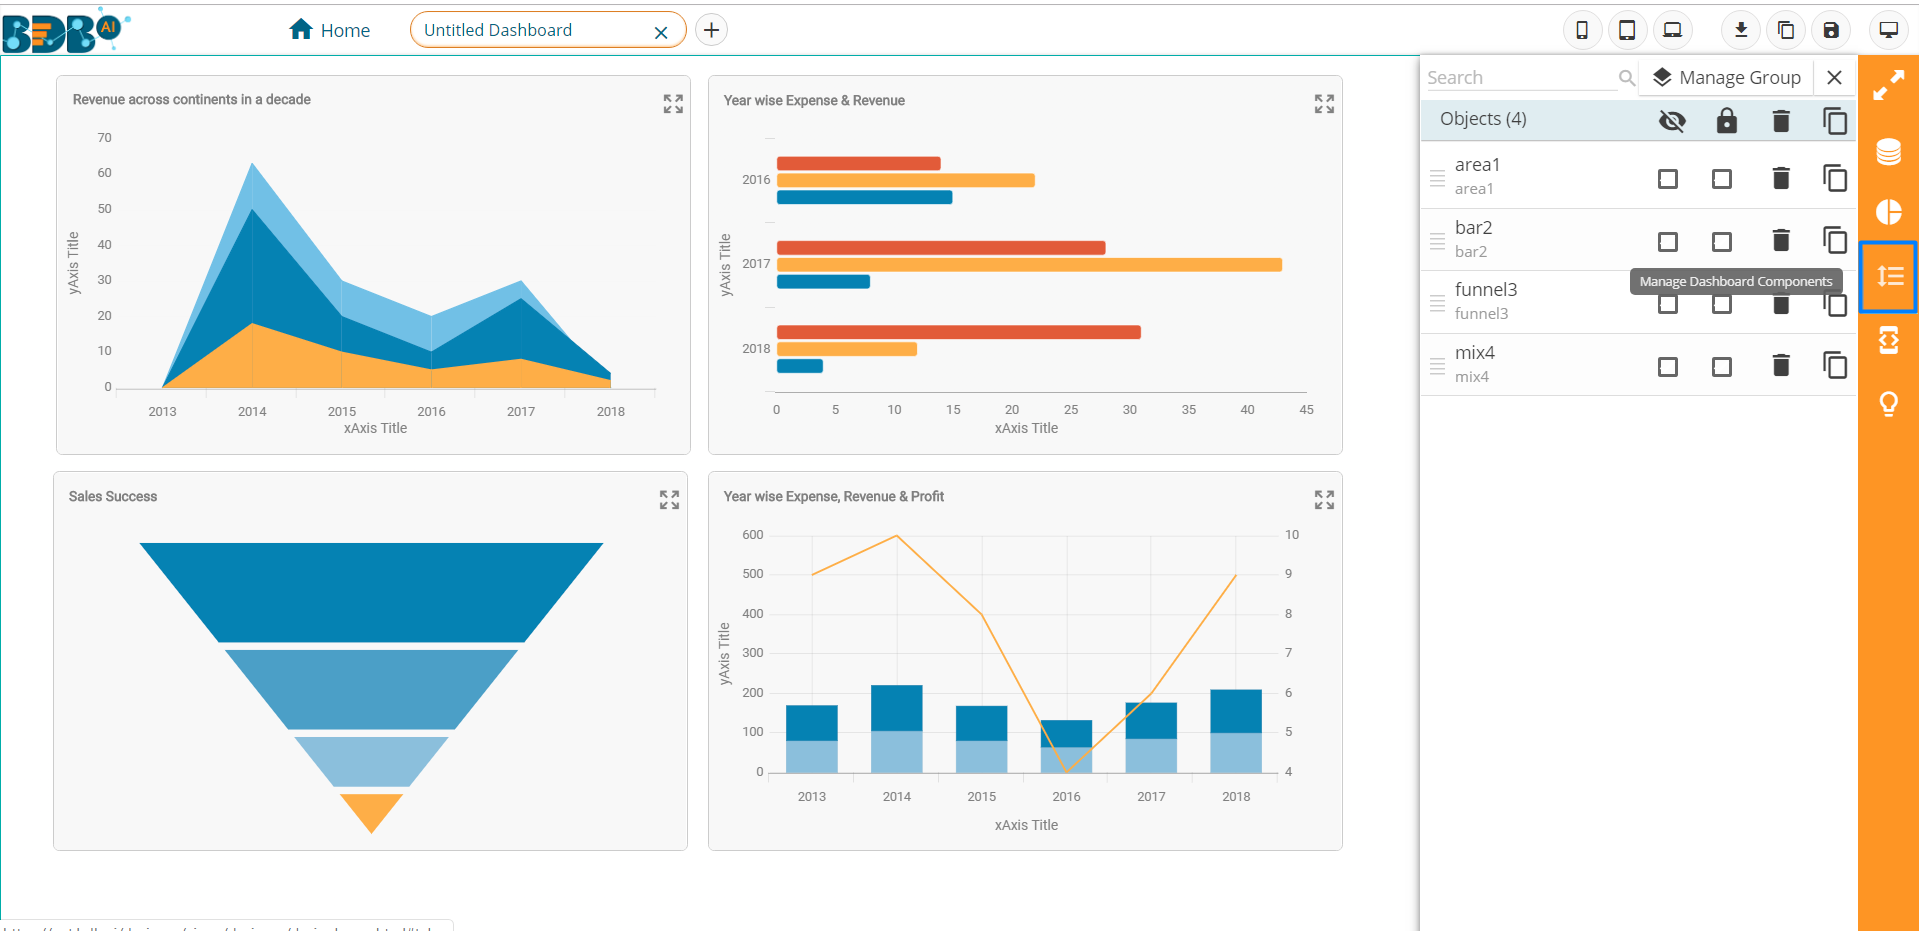 BDB AI
Home
Untitled Dashboard
Revenue across continents in a decade
70
60
50
40
30
20
10
0
yAxis Title
2013 2014 2015 2016 2017 2018
xAxis Title
Year wise Expense & Revenue
2016
2017
2018
yAxis Title
0 5 10 15 20 25 30 35 40 45
xAxis Title
Sales Success
Year wise Expense, Revenue & Profit
600
500
400
300
200
100
0
yAxis Title
10
9
8
7
6
5
4
2013 2014 2015 2016 2017 2018
xAxis Title
Search
Manage Group
Objects (4)
area1
area1
bar2
bar2
Manage Dashboard Components
funnel3
funnel3
mix4
mix4